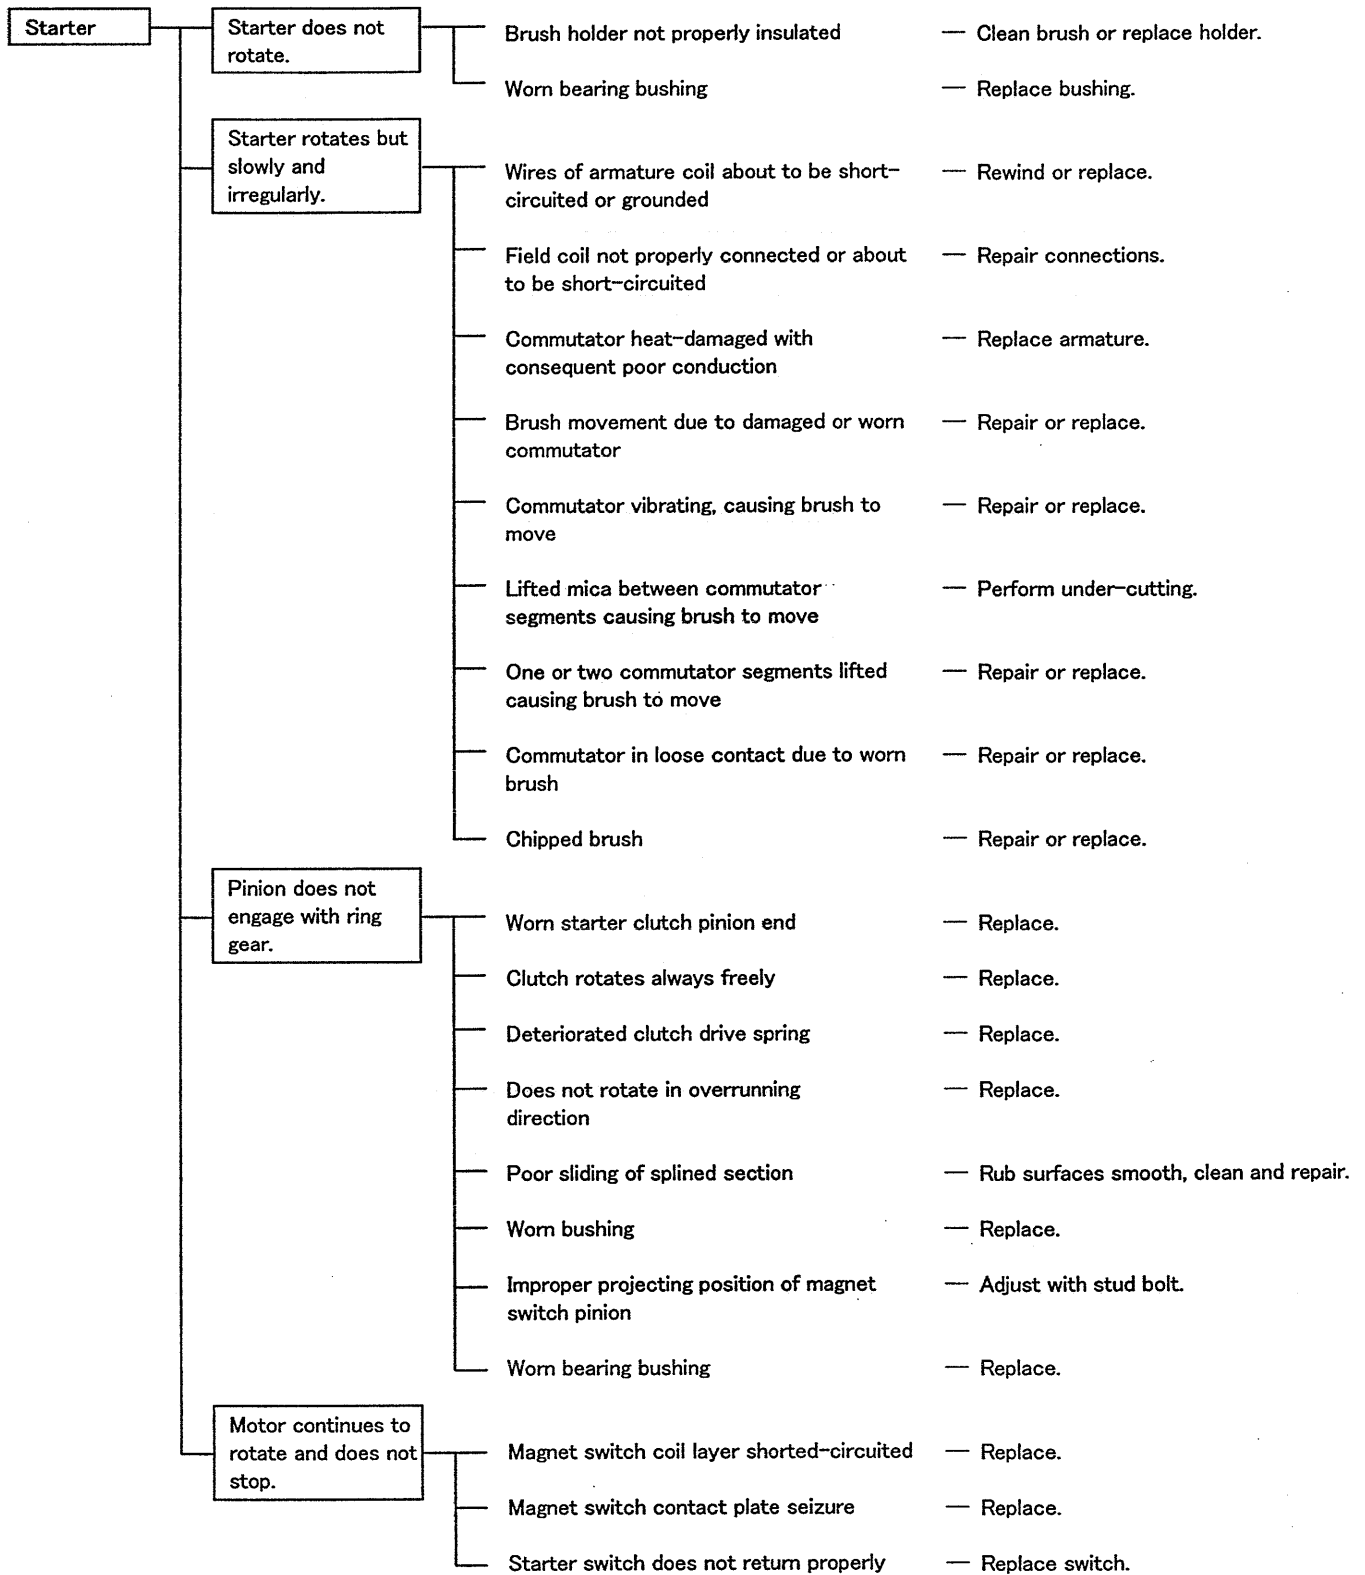 Starter
Starter does not
rotate.
Brush holder not properly insulated — Clean brush or replace holder.
Worn bearing bushing — Replace bushing.
Starter rotates but
slowly and
irregularly.
Wires of armature coil about to be short-
circuited or grounded
— Rewind or replace.
Field coil not properly connected or about
to be short-circuited
— Repair connections.
Commutator heat-damaged with
consequent poor conduction
— Replace armature.
Brush movement due to damaged or worn
commutator
— Repair or replace.
Commutator vibrating, causing brush to
move
— Repair or replace.
Lifted mica between commutator
segments causing brush to move
— Perform under-cutting.
One or two commutator segments lifted
causing brush to move
— Repair or replace.
Commutator in loose contact due to worn
brush
— Repair or replace.
Chipped brush — Repair or replace.
Pinion does not
engage with ring
gear.
Worn starter clutch pinion end — Replace.
Clutch rotates always freely — Replace.
Deteriorated clutch drive spring — Replace.
Does not rotate in overrunning
direction
— Replace.
Poor sliding of splined section — Rub surfaces smooth, clean and repair.
Worn bushing — Replace.
Improper projecting position of magnet
switch pinion
— Adjust with stud bolt.
Worn bearing bushing — Replace.
Motor continues to
rotate and does not
stop.
Magnet switch coil layer shorted-circuited — Replace.
Magnet switch contact plate seizure — Replace.
Starter switch does not return properly — Replace switch.